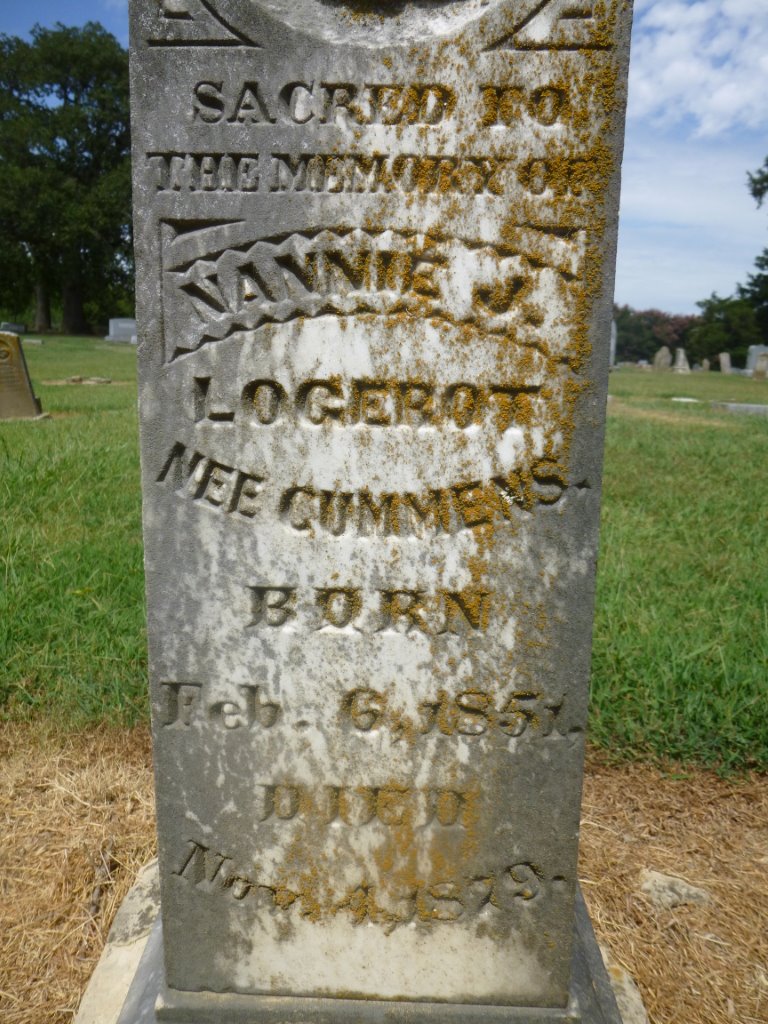 SACRED TO
THE MEMORY OF
NANNIE J.
LOGEROT
NEE CUMMENS.
BORN
Feb. 6, 1851.
DIED
Nov. 4, 1879.